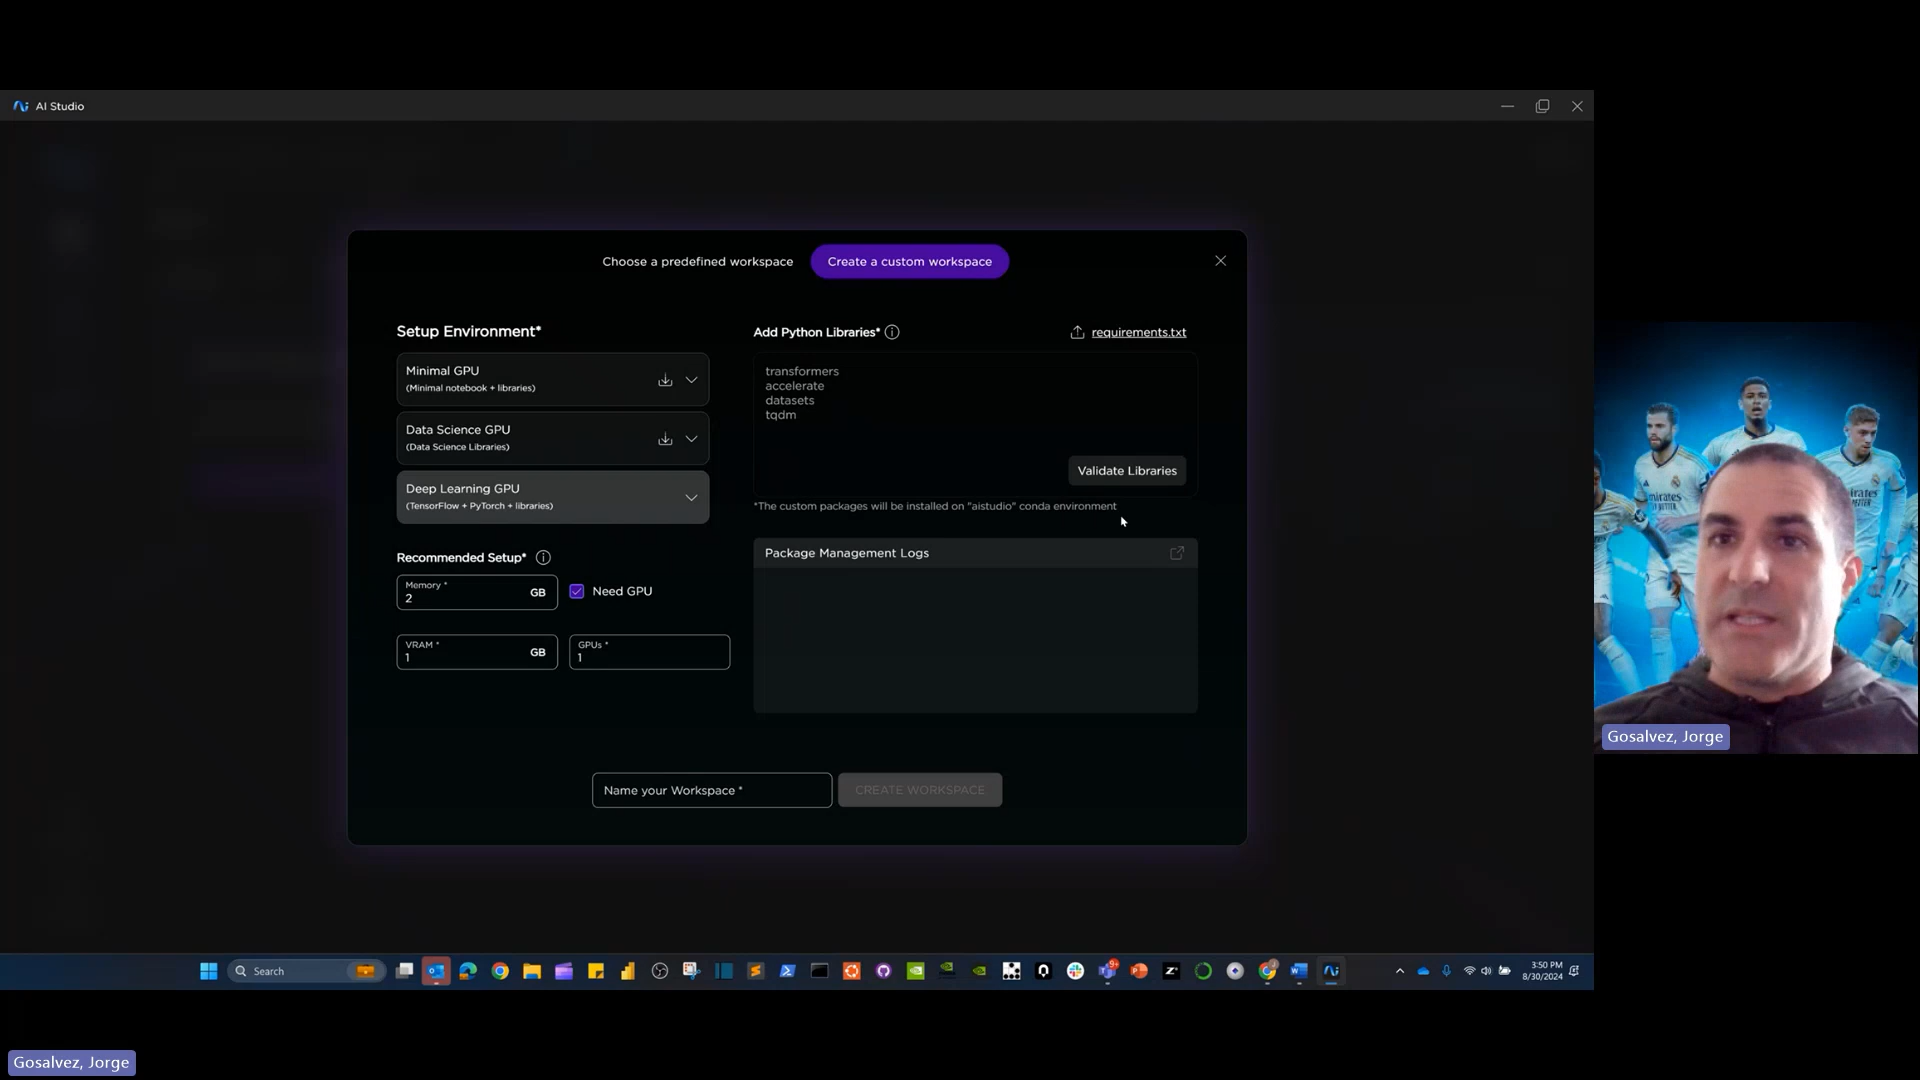 AI Studio
Choose a predefined workspace
Create a custom workspace
Setup Environment*
Minimal GPU
(Minimal notebook + libraries)
Data Science GPU
(Data Science Libraries)
Deep Learning GPU
(TensorFlow + PyTorch + libraries)
Recommended Setup*
Memory *
2
GB
Need GPU
VRAM *
1
GB
GPUs *
1
Add Python Libraries*
requirements.txt
transformers
accelerate
datasets
tqdm
Validate Libraries
*The custom packages will be installed on "aistudio" conda environment
Package Management Logs
Name your Workspace *
CREATE WORKSPACE
Gosalvez, Jorge
Search
3:50 PM
8/30/2024
Gosalvez, Jorge